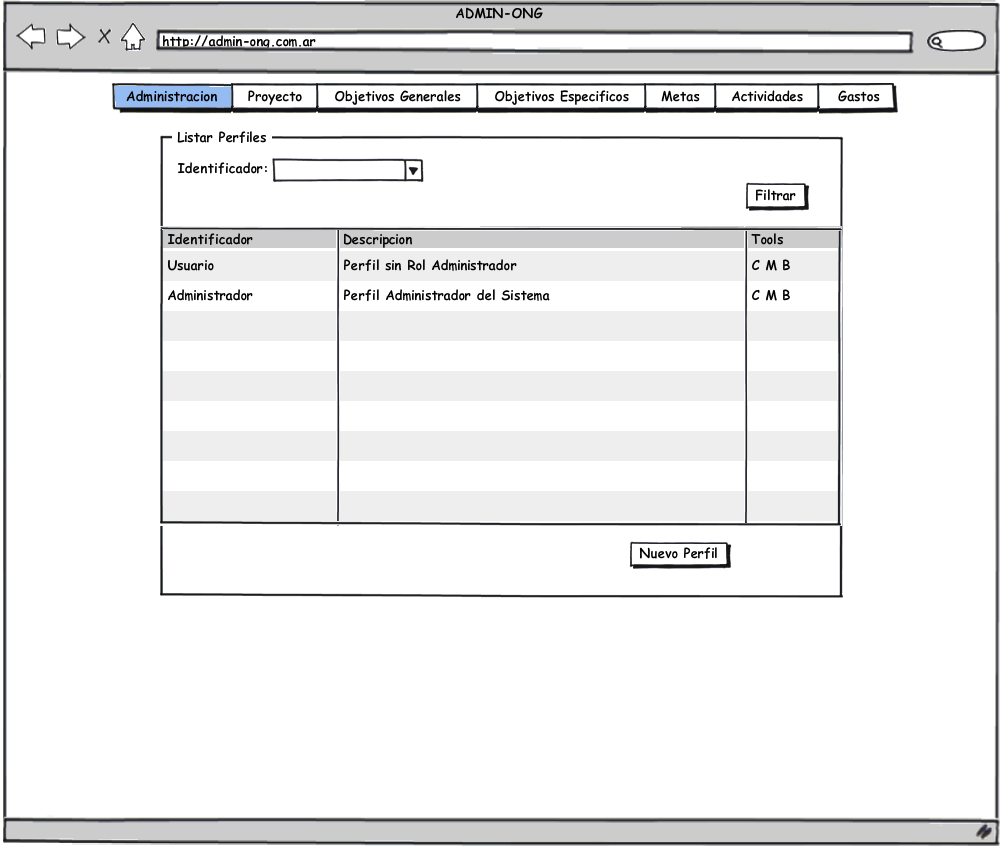 ADMIN-ONG
http://admin-ong.com.ar
Administracion Proyecto Objetivos Generales Objetivos Especificos Metas Actividades Gastos
Listar Perfiles
Identificador:
Filtrar
Identificador Descripcion Tools
Usuario Perfil sin Rol Administrador C M B
Administrador Perfil Administrador del Sistema C M B
Nuevo Perfil